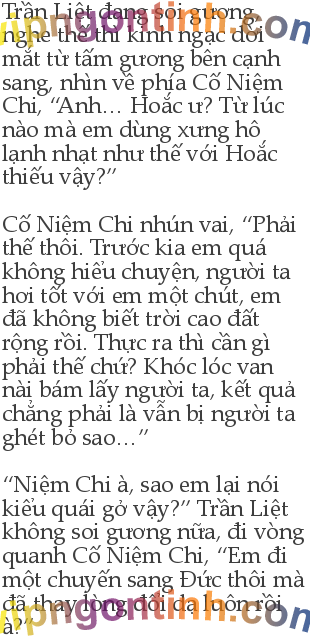 Trần Liệt đang soi gương,
nghe thế thì kinh ngạc dời
mắt từ tấm gương bên cạnh
sang, nhìn về phía Cố Niệm
Chi, “Anh… Hoắc ư? Từ lúc
nào mà em dùng xưng hô
lạnh nhạt như thế với Hoắc
thiếu vậy?”
Cố Niệm Chi nhún vai, “Phải
thế thôi. Trước kia em quá
không hiểu chuyện, người ta
hơi tốt với em một chút, em
đã không biết trời cao đất
rộng rồi. Thực ra thì cần gì
phải thế chứ? Khóc lóc van
nài bám lấy người ta, kết quả
chẳng phải là vẫn bị người ta
ghét bỏ sao…”
“Niệm Chi à, sao em lại nói
kiểu quái gở vậy?” Trần Liệt
không soi gương nữa, đi vòng
quanh Cố Niệm Chi, “Em đi
một chuyến sang Đức thôi mà
đã thay lòng đổi dạ luôn rồi
à?”